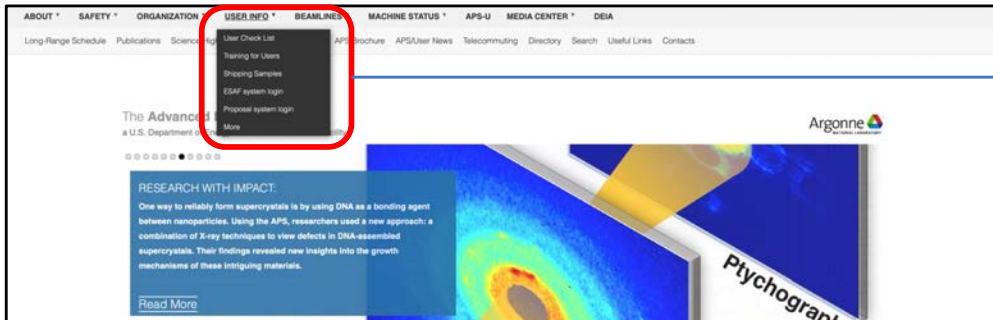 ABOUT SAFETY ORGANIZATION USER INFO BEAMLINES MACHINE STATUS APS-U MEDIA CENTER DEIA
Long-Range Schedule Publications Science APS Brochure APS/User News Telecommuting Directory Search Useful Links Contacts
User Check List
Training for Users
Shipping Samples
ESAF system login
Proposal system login
More
The Advanced
a U.S. Department of
Argonne
NATIONAL LABORATORY
RESEARCH WITH IMPACT:
One way to reliably form supercrystals is by using DNA as a bonding agent
between nanoparticles. Using the APS, researchers used a new approach: a
combination of X-ray techniques to view defects in DNA-assembled
supercrystals. Their findings revealed new insights into the growth
mechanisms of these intriguing materials.
Read More
Ptychograph